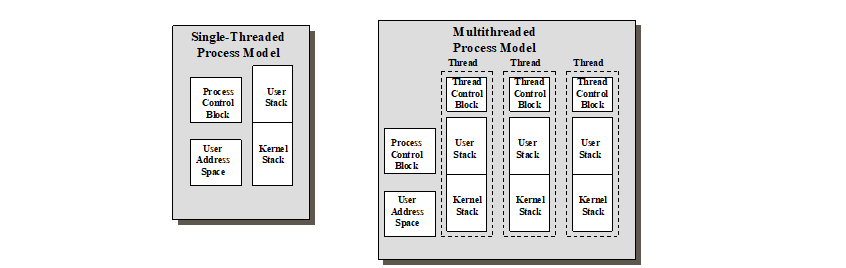 Single-Threaded
Process Model
Process
Control
Block
User
Stack
User
Address
Space
Kernel
Stack
Multithreaded
Process Model
Thread
Thread
Thread
Thread
Control
Block
Thread
Control
Block
Thread
Control
Block
Process
Control
Block
User
Stack
User
Stack
User
Stack
User
Address
Space
Kernel
Stack
Kernel
Stack
Kernel
Stack